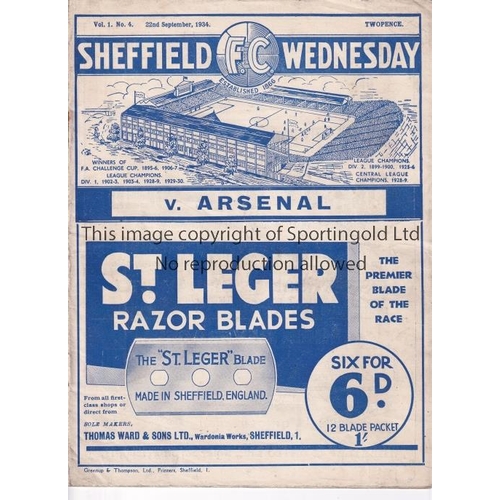 Vol. 1. No. 4. 22nd September, 1934. TWOPENCE.
SHEFFIELD F.C WEDNESDAY
ESTABLISHED 1866
WINNERS OF
F.A. CHALLENGE CUP, 1895-6, 1906-7
LEAGUE CHAMPIONS,
DIV. 1, 1902-3, 1903-4, 1928-9, 1929-30.
LEAGUE CHAMPIONS,
DIV. 2, 1899-1900, 1925-6
CENTRAL LEAGUE
CHAMPIONS, 1928-9.
v. ARSENAL
This image copyright of Sportingold Ltd
No reproduction allowed
ST. LEGER
RAZOR BLADES
THE
PREMIER
BLADE
OF THE
RACE
THE "ST. LEGER" BLADE
MADE IN SHEFFIELD, ENGLAND.
SIX FOR
6D.
12 BLADE PACKET
1/-
From all first-
class shops or
direct from
SOLE MAKERS,
THOMAS WARD & SONS LTD., Wardonia Works, SHEFFIELD, 1.
Greenup & Thompson, Ltd., Printers, Sheffield, 1.